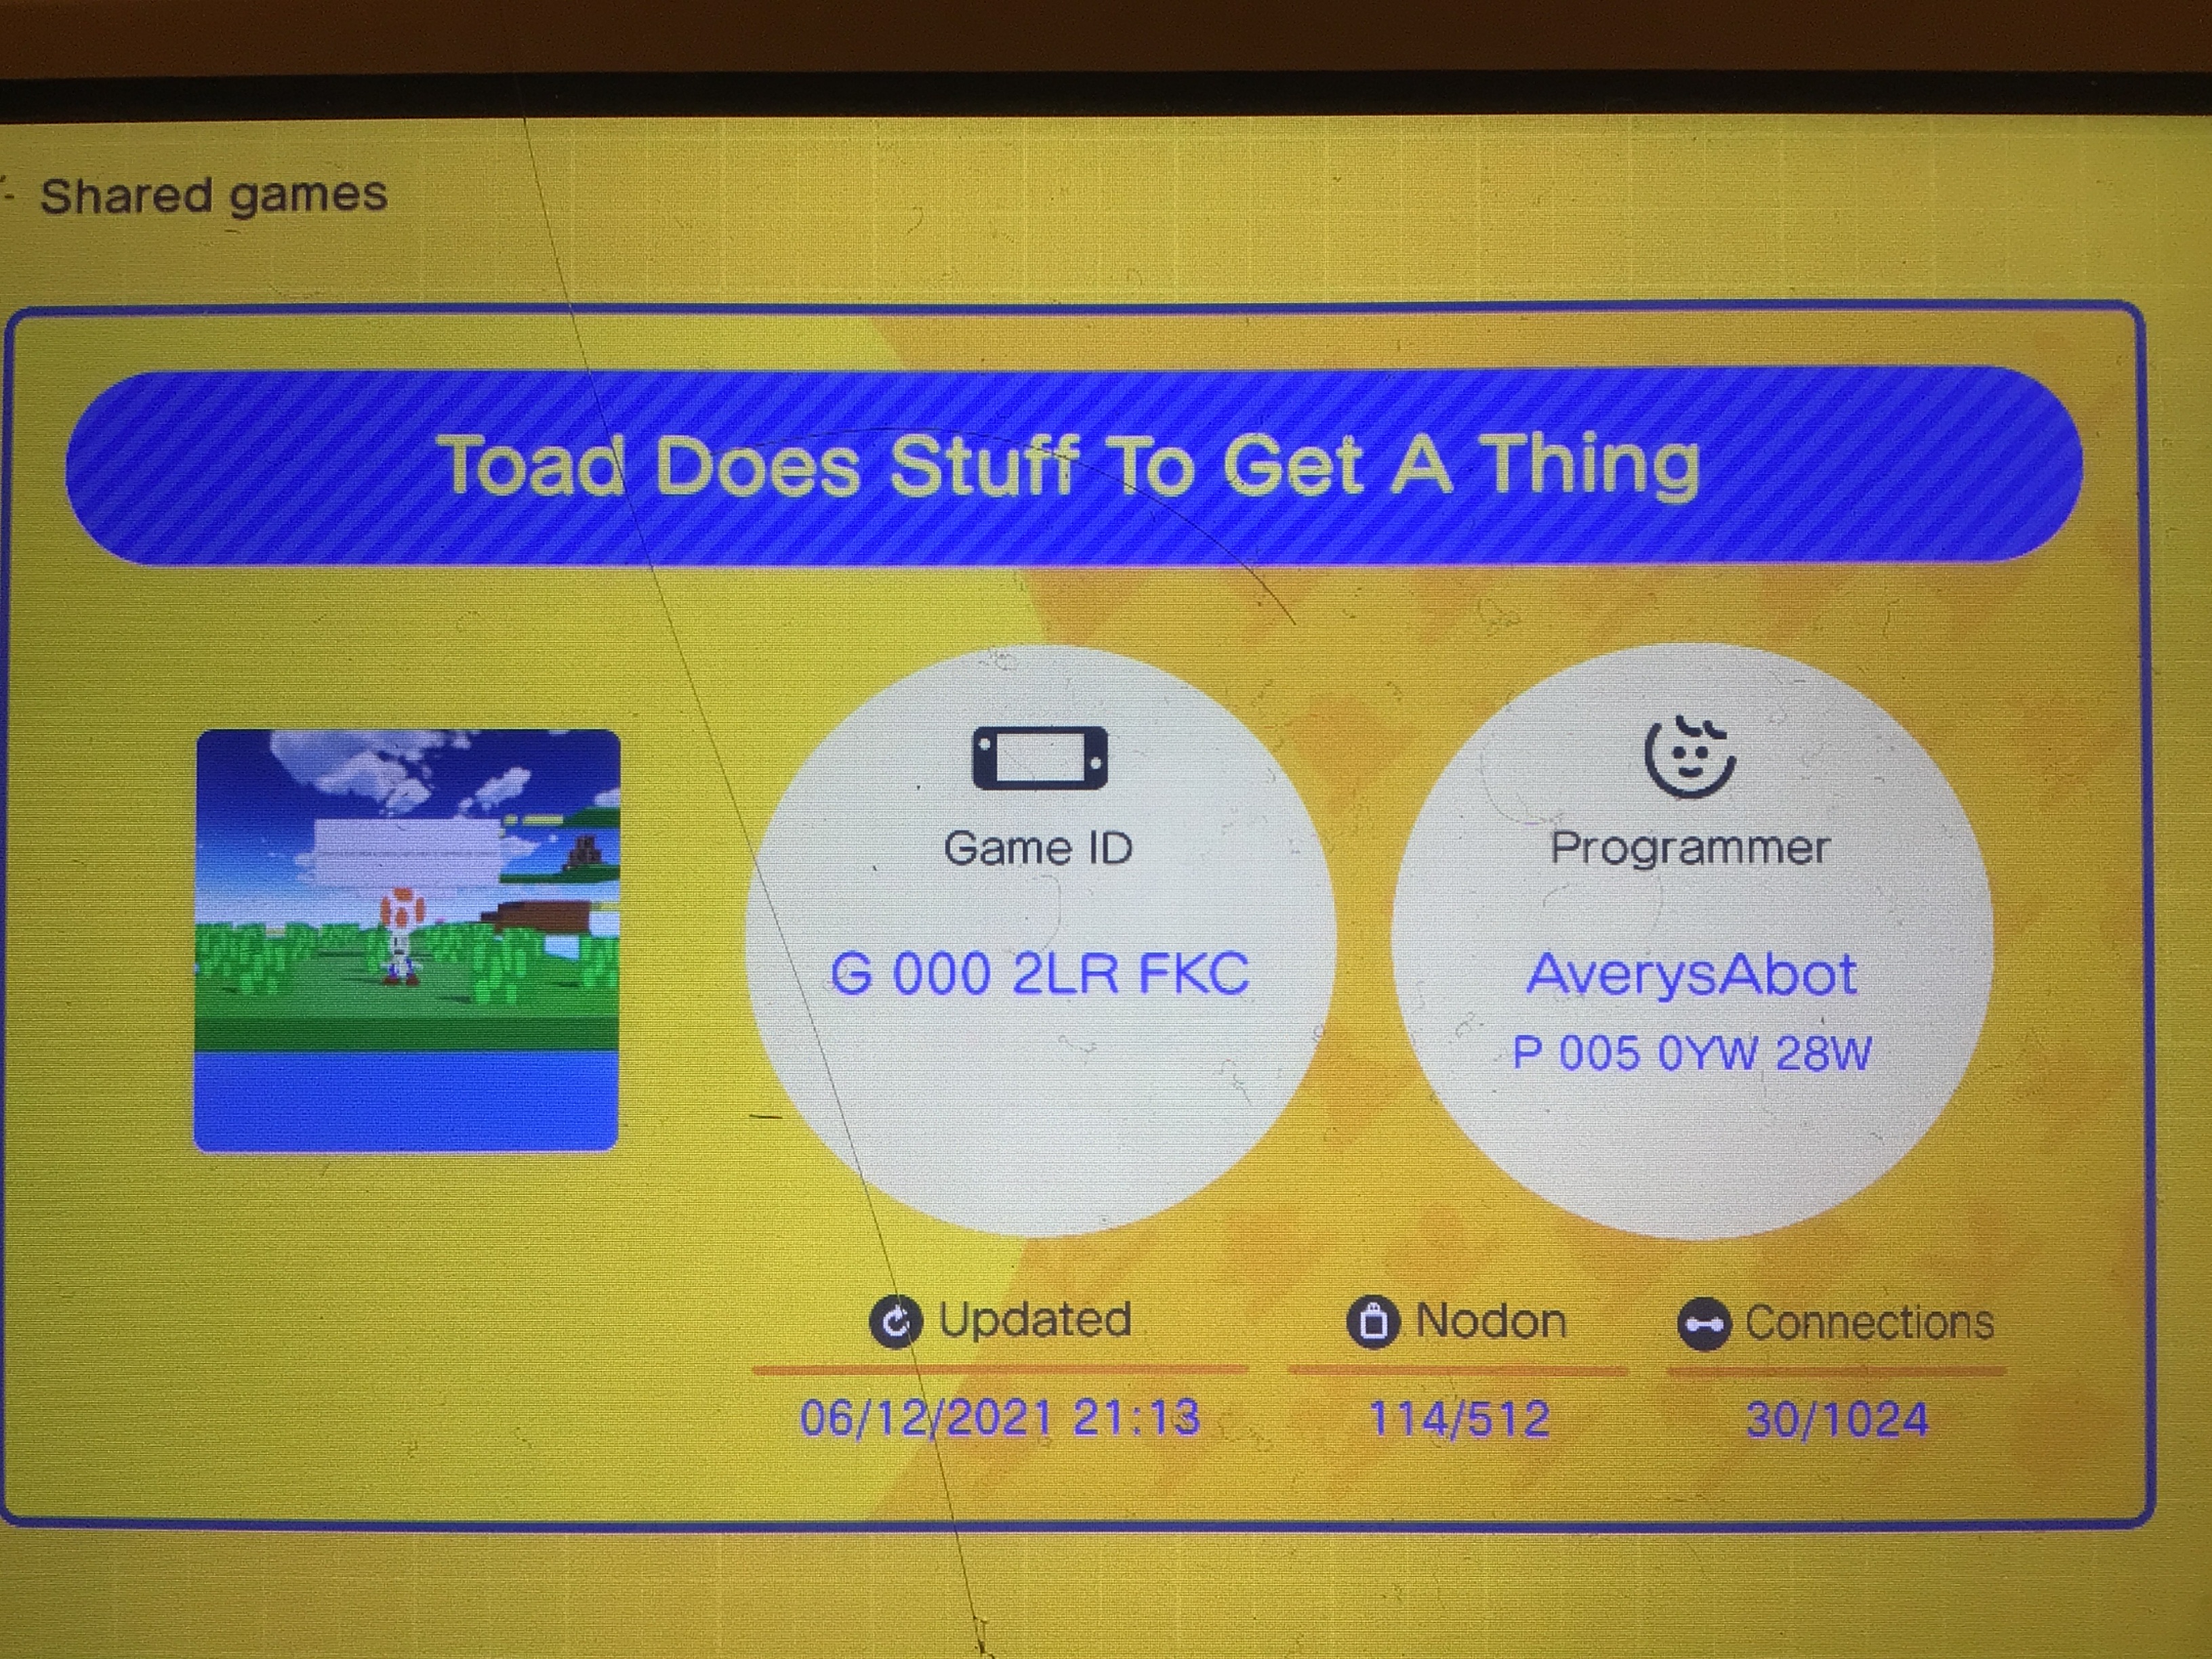 Shared games
Toad Does Stuff To Get A Thing
Game ID
G 000 2LR FKC
Programmer
AverysAbot
P 005 0YW 28W
Updated
06/12/2021 21:13
Nodon
114/512
Connections
30/1024